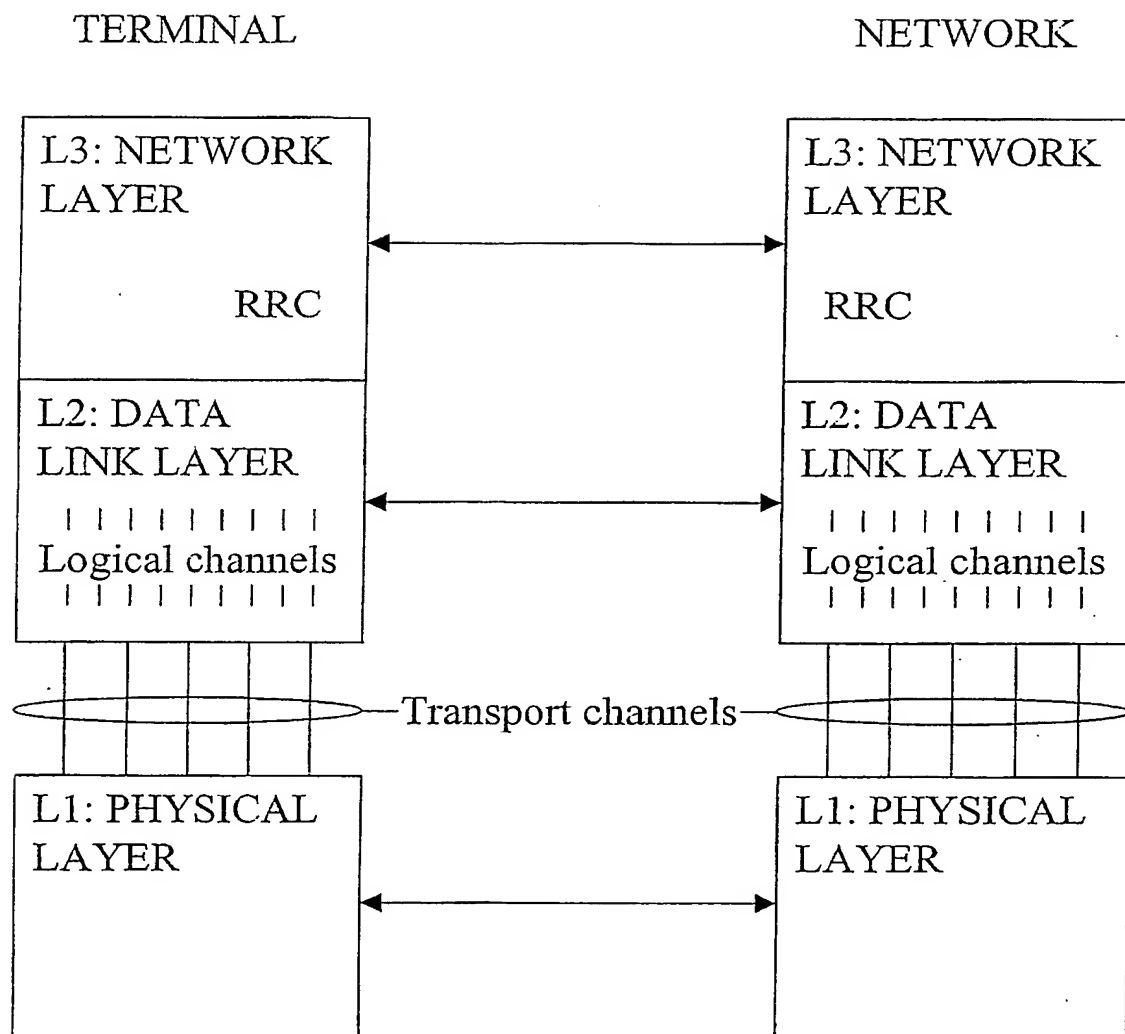 TERMINAL
NETWORK
L3: NETWORK
LAYER
RRC
L3: NETWORK
LAYER
RRC
L2: DATA
LINK LAYER
Logical channels
L2: DATA
LINK LAYER
Logical channels
Transport channels
L1: PHYSICAL
LAYER
L1: PHYSICAL
LAYER